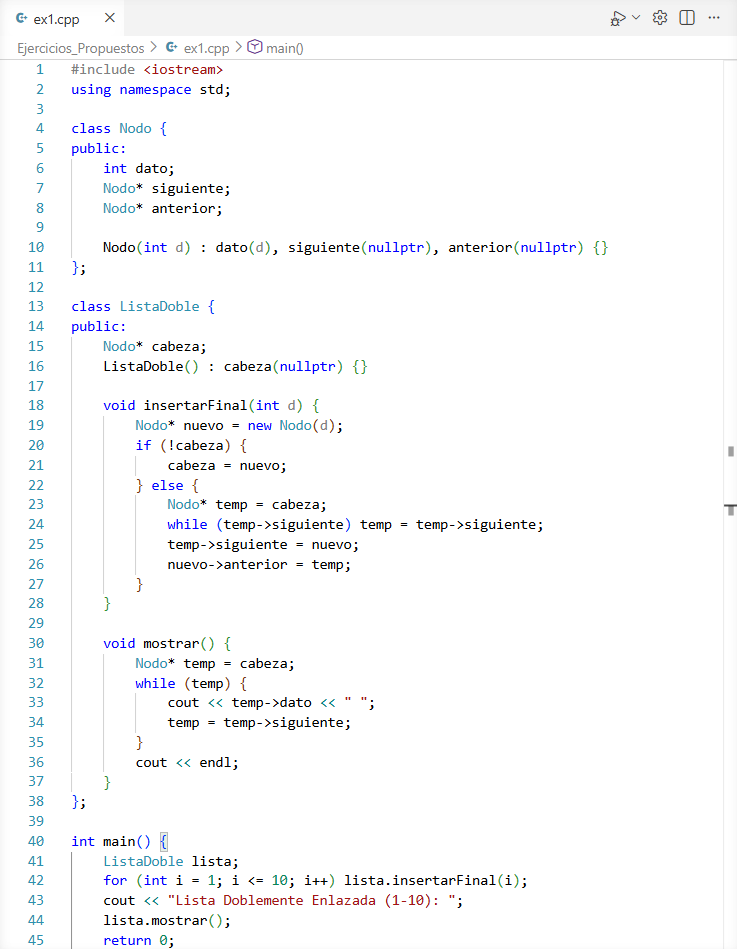 ex1.cpp
Ejercicios_Propuestos > ex1.cpp > main()
1 #include <iostream>
2 using namespace std;
3
4 class Nodo {
5 public:
6     int dato;
7     Nodo* siguiente;
8     Nodo* anterior;
9
10     Nodo(int d) : dato(d), siguiente(nullptr), anterior(nullptr) {}
11 };
12
13 class ListaDoble {
14 public:
15     Nodo* cabeza;
16     ListaDoble() : cabeza(nullptr) {}
17
18     void insertarFinal(int d) {
19         Nodo* nuevo = new Nodo(d);
20         if (!cabeza) {
21             cabeza = nuevo;
22         } else {
23             Nodo* temp = cabeza;
24             while (temp->siguiente) temp = temp->siguiente;
25             temp->siguiente = nuevo;
26             nuevo->anterior = temp;
27         }
28     }
29
30     void mostrar() {
31         Nodo* temp = cabeza;
32         while (temp) {
33             cout << temp->dato << " ";
34             temp = temp->siguiente;
35         }
36         cout << endl;
37     }
38 };
39
40 int main() {
41     ListaDoble lista;
42     for (int i = 1; i <= 10; i++) lista.insertarFinal(i);
43     cout << "Lista Doblemente Enlazada (1-10): ";
44     lista.mostrar();
45     return 0;